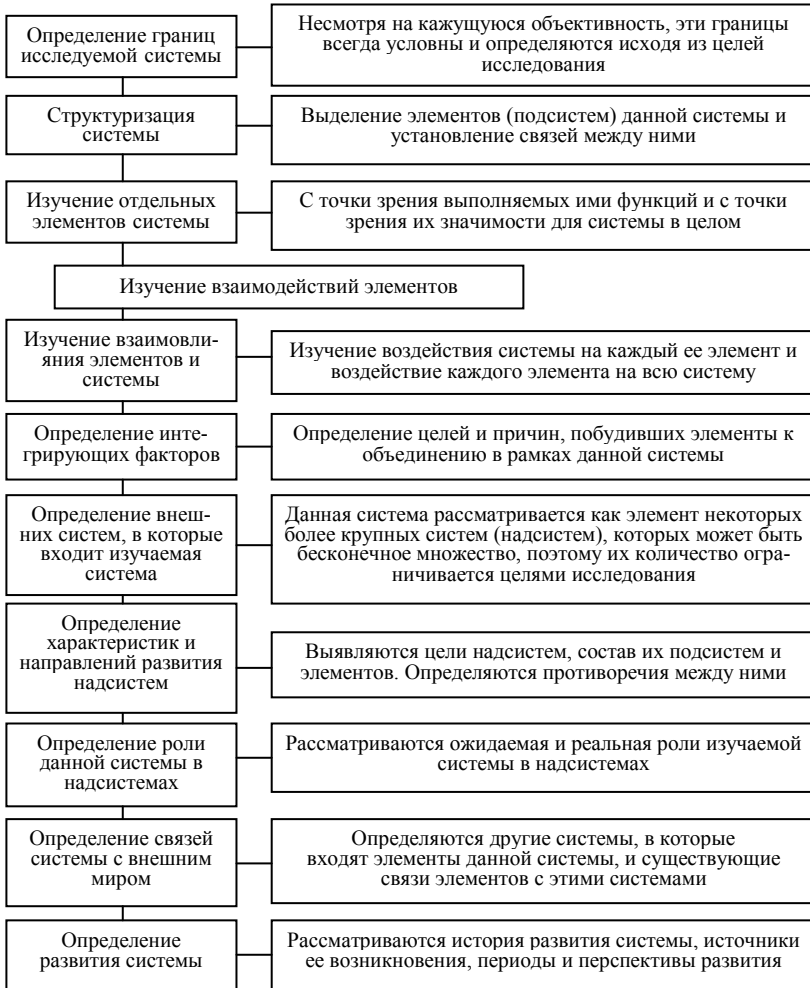 Определение границ
исследуемой системы
Несмотря на кажущуюся объективность, эти границы
всегда условны и определяются исходя из целей
исследования
Структуризация
системы
Выделение элементов (подсистем) данной системы и
установление связей между ними
Изучение отдельных
элементов системы
С точки зрения выполняемых ими функций и с точки
зрения их значимости для системы в целом
Изучение взаимодействий элементов
Изучение взаимовли-
яния элементов и
системы
Изучение воздействия системы на каждый ее элемент и
воздействие каждого элемента на всю систему
Определение инте-
грирующих факторов
Определение целей и причин, побудивших элементы к
объединению в рамках данной системы
Определение внеш-
них систем, в которые
входит изучаемая
система
Данная система рассматривается как элемент некоторых
более крупных систем (надсистем), которых может быть
бесконечное множество, поэтому их количество огра-
ничивается целями исследования
Определение
характеристик и
направлений развития
надсистем
Выявляются цели надсистем, состав их подсистем и
элементов. Определяются противоречия между ними
Определение роли
данной системы в
надсистемах
Рассматриваются ожидаемая и реальная роли изучаемой
системы в надсистемах
Определение связей
системы с внешним
миром
Определяются другие системы, в которые
входят элементы данной системы, и существующие
связи элементов с этими системами
Определение
развития системы
Рассматриваются история развития системы, источники
ее возникновения, периоды и перспективы развития